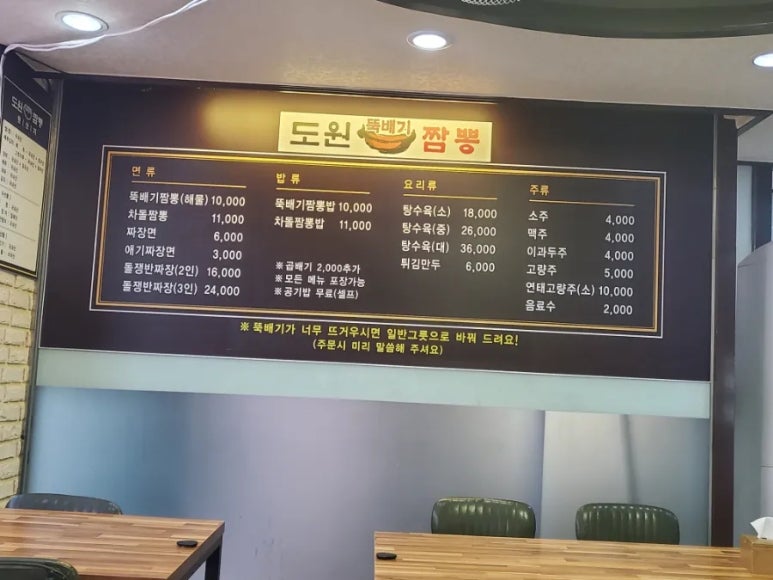 도원 뚝배기 짬뽕
면 류
뚝배기짬뽕(해물) 10,000
차돌짬뽕 11,000
짜장면 6,000
애기짜장면 3,000
돌쟁반짜장(2인) 16,000
돌쟁반짜장(3인) 24,000
밥 류
뚝배기짬뽕밥 10,000
차돌짬뽕밥 11,000
※ 곱배기 2,000추가
※ 모든 메뉴 포장가능
※ 공기밥 무료(셀프)
요리류
탕수육(소) 18,000
탕수육(중) 26,000
탕수육(대) 36,000
튀김만두 6,000
주류
소주 4,000
맥주 4,000
이과두주 4,000
고량주 5,000
연태고량주(소) 10,000
음료수 2,000
※ 뚝배기가 너무 뜨거우시면 일반그릇으로 바꿔 드려요!
(주문시 미리 말씀해 주셔요)
도원 짬뽕